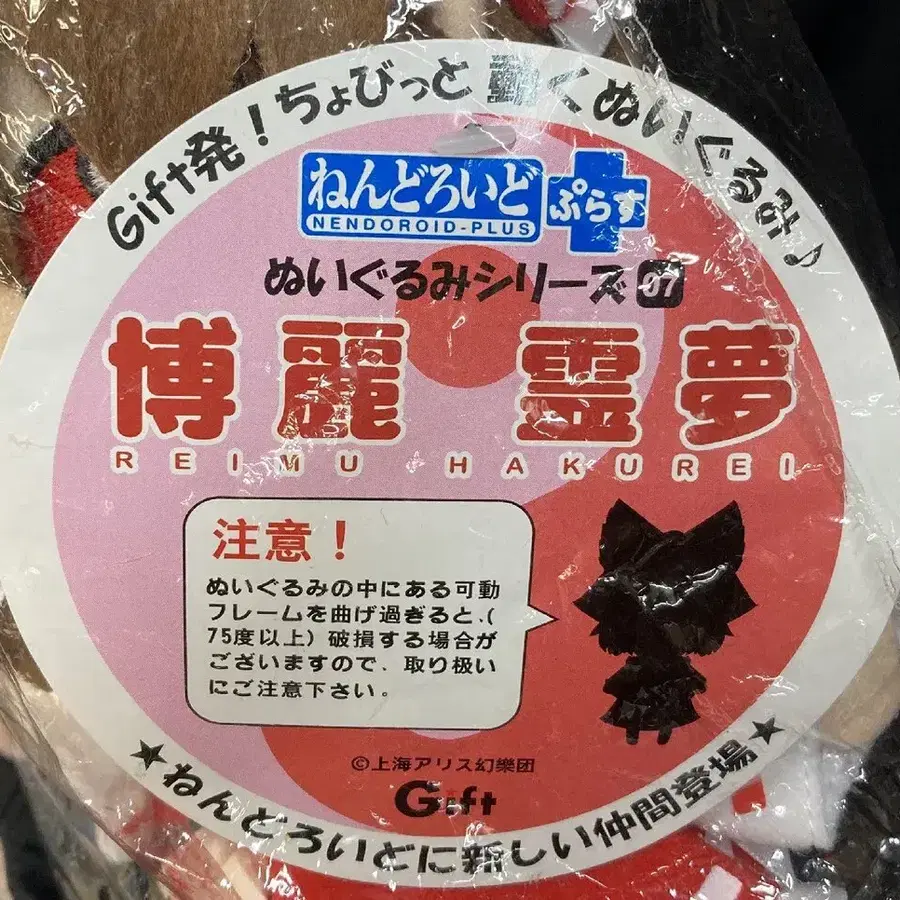 Gift発！ちょびっと動くぬいぐるみ♪
ねんどろいど ぷらす
NENDOROID-PLUS
ぬいぐるみシリーズ07
博麗 霊夢
REIMU HAKUREI
注意！
ぬいぐるみの中にある可動
フレームを曲げ過ぎると、(
75度以上) 破損する場合が
ございますので、取り扱い
にご注意下さい。
©上海アリス幻樂団
Gift
★ねんどろいどに新しい仲間登場★